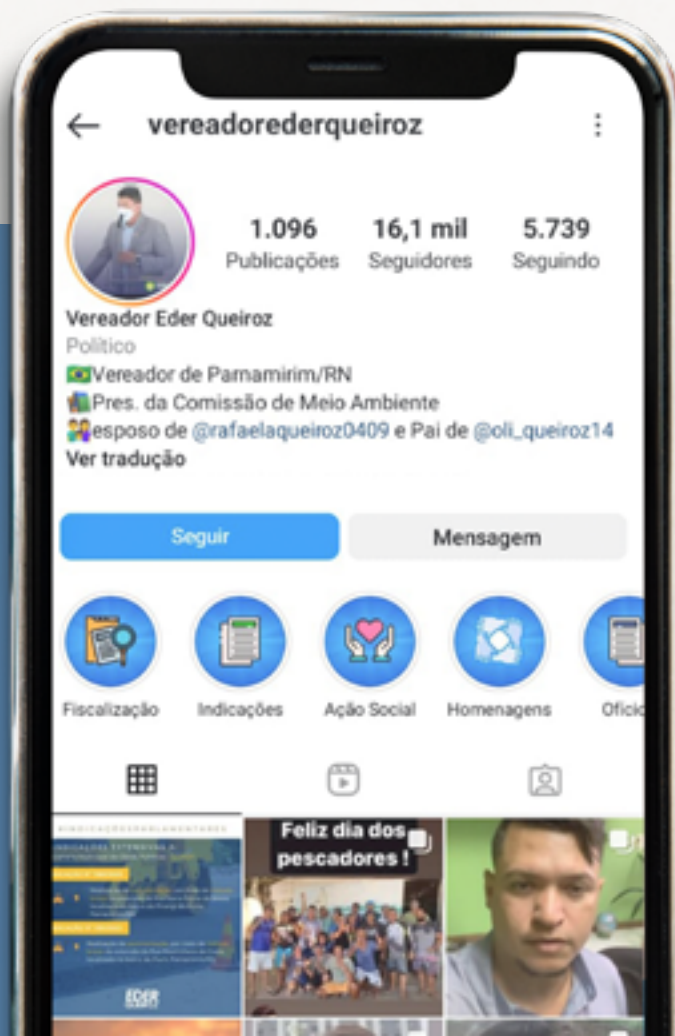 vereadorederqueiroz
1.096 16,1 mil 5.739
Publicações Seguidores Seguindo
Vereador Eder Queiroz
Político
Vereador de Parnamirim/RN
Pres. da Comissão de Meio Ambiente
esposo de @rafaelaqueiroz0409 e Pai de @oli_queiroz14
Ver tradução
Seguir Mensagem
Fiscalização Indicações Ação Social Homenagens Ofício
Feliz dia dos
pescadores !
EDER